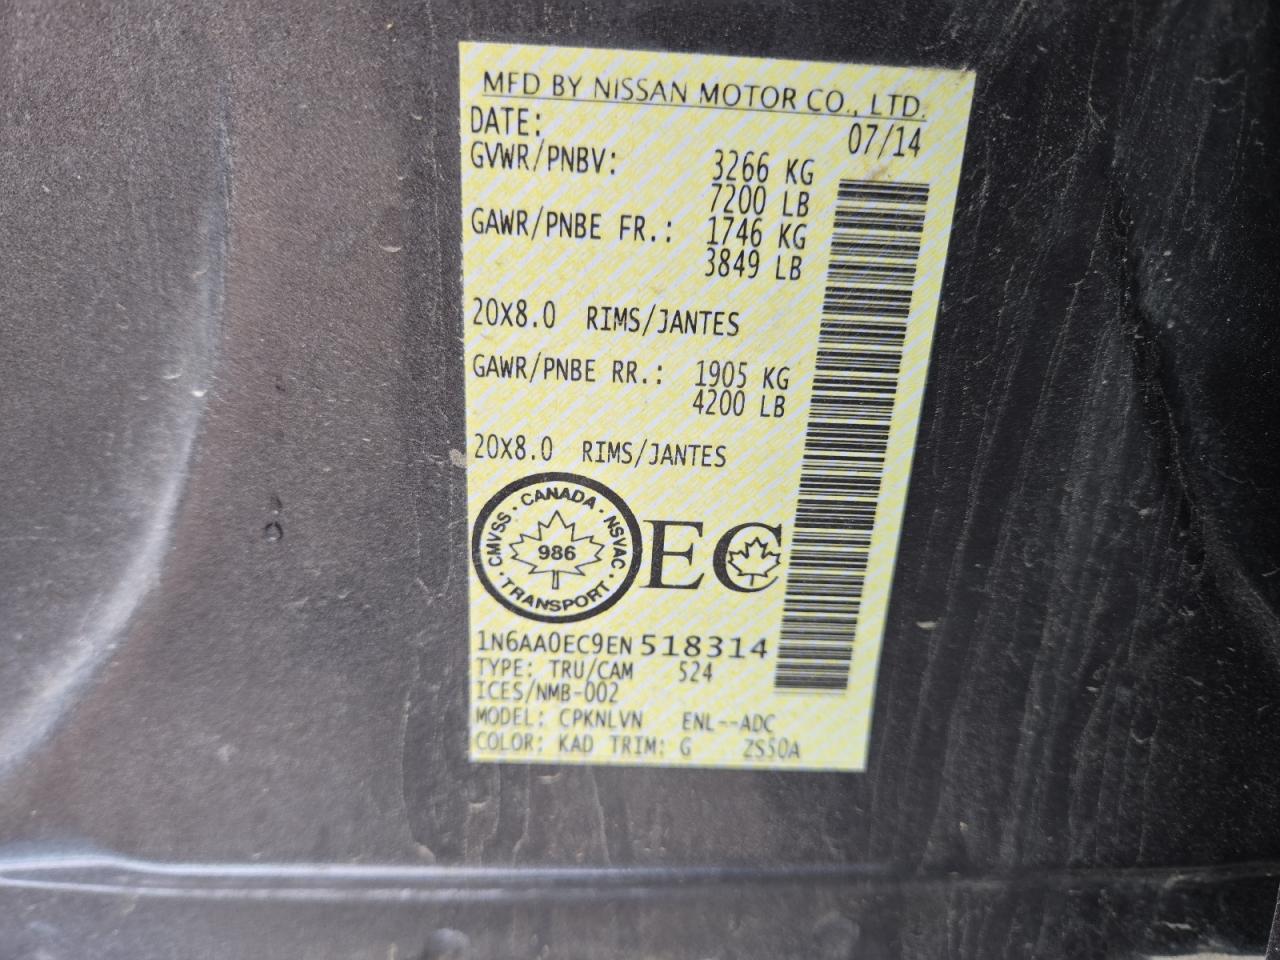 MFD BY NISSAN MOTOR CO., LTD.
DATE: 07/14
GVWR/PNBV: 3266 KG
7200 LB
GAWR/PNBE FR.: 1746 KG
3849 LB
20X8.0 RIMS/JANTES
GAWR/PNBE RR.: 1905 KG
4200 LB
20X8.0 RIMS/JANTES
CMVSS · CANADA · NSVAC · TRANSPORT ·
986
EC
1N6AA0EC9EN518314
TYPE: TRU/CAM 524
ICES/NMB-002
MODEL: CPKNLVN ENL--ADC
COLOR: KAD TRIM: G ZS50A